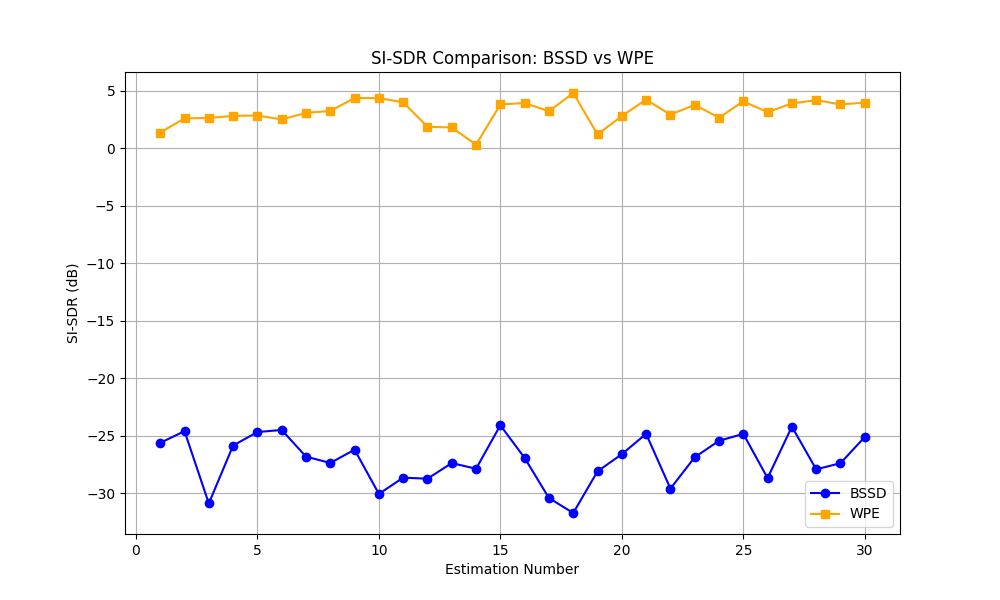 SI-SDR Comparison: BSSD vs WPE
SI-SDR (dB)
5
0
−5
−10
−15
−20
−25
−30
0 5 10 15 20 25 30
Estimation Number
BSSD
WPE